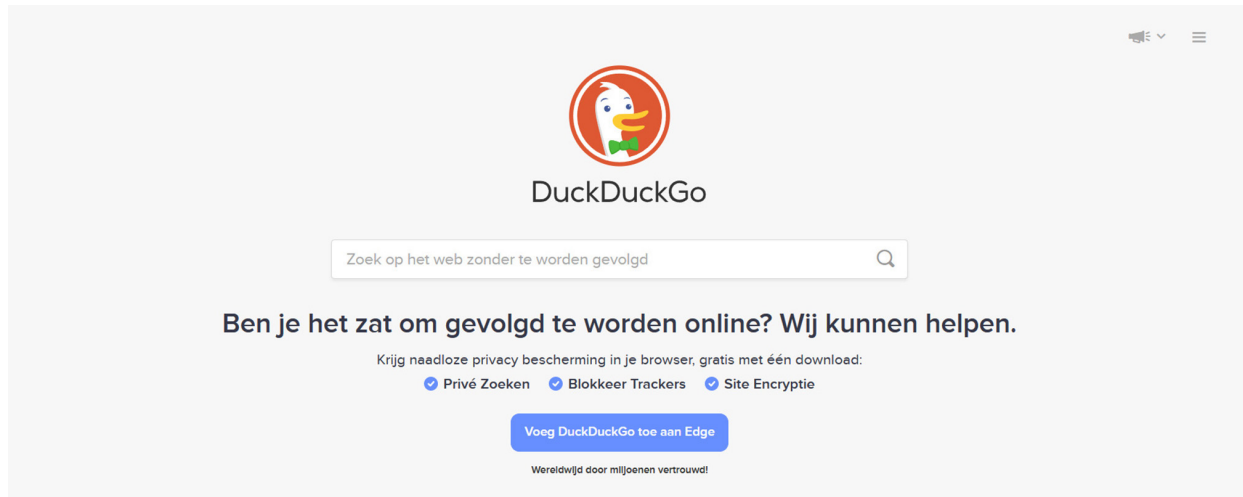 DuckDuckGo
Zoek op het web zonder te worden gevolgd
Ben je het zat om gevolgd te worden online? Wij kunnen helpen.
Krijg naadloze privacy bescherming in je browser, gratis met één download:
Privé Zoeken Blokkeer Trackers Site Encryptie
Voeg DuckDuckGo toe aan Edge
Wereldwijd door miljoenen vertrouwd!